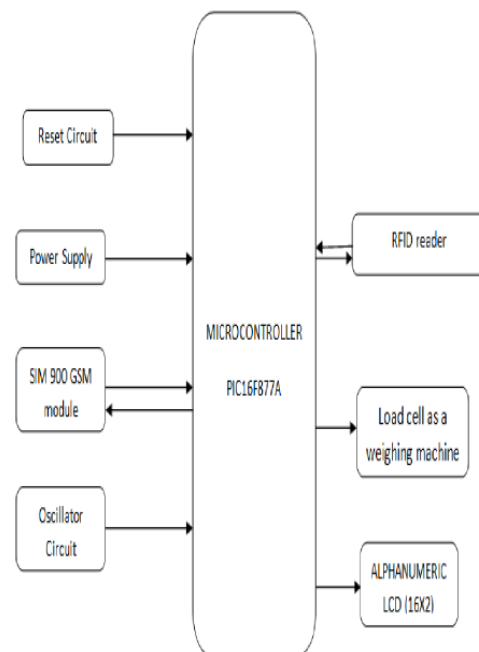 Reset Circuit
Power Supply
SIM 900 GSM
module
Oscillator
Circuit
MICROCONTROLLER
PIC16F877A
RFID reader
Load cell as a
weighing machine
ALPHANUMERIC
LCD (16X2)